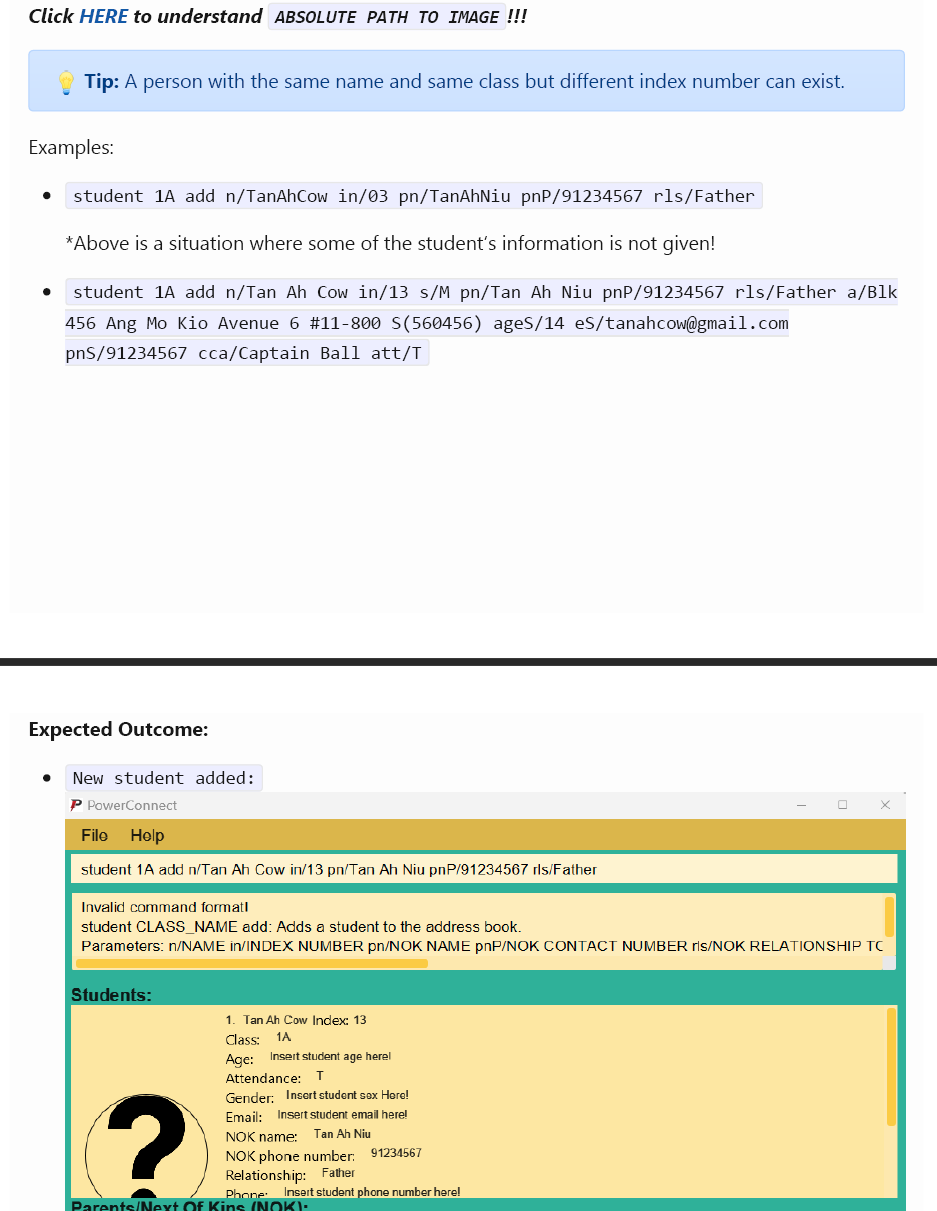 Click HERE to understand ABSOLUTE PATH TO IMAGE !!!
💡 Tip: A person with the same name and same class but different index number can exist.
Examples:
• student 1A add n/TanAhCow in/03 pn/TanAhNiu pnP/91234567 rls/Father
*Above is a situation where some of the student's information is not given!
• student 1A add n/Tan Ah Cow in/13 s/M pn/Tan Ah Niu pnP/91234567 rls/Father a/Blk
456 Ang Mo Kio Avenue 6 #11-800 S(560456) ageS/14 eS/tanahcow@gmail.com
pnS/91234567 cca/Captain Ball att/T
Expected Outcome:
• New student added:
PowerConnect
File Help
student 1A add n/Tan Ah Cow in/13 pn/Tan Ah Niu pnP/91234567 rls/Father
Invalid command format!
student CLASS_NAME add: Adds a student to the address book.
Parameters: n/NAME in/INDEX NUMBER pn/NOK NAME pnP/NOK CONTACT NUMBER rls/NOK RELATIONSHIP TO
Students:
1. Tan Ah Cow Index: 13
Class: 1A
Age: Insert student age here!
Attendance: T
Gender: Insert student sex Here!
Email: Insert student email here!
NOK name: Tan Ah Niu
NOK phone number: 91234567
Relationship: Father
Phone: Insert student phone number here!
Parents/Next Of Kins (NOK):